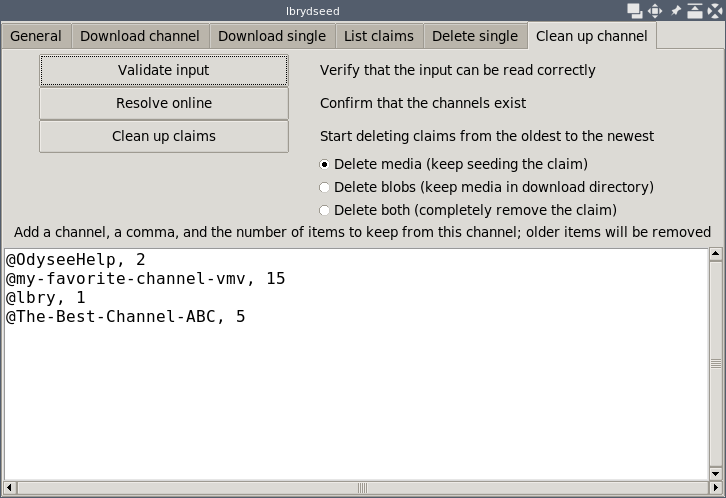 lbrydseed
General Download channel Download single List claims Delete single Clean up channel
Validate input Verify that the input can be read correctly
Resolve online Confirm that the channels exist
Clean up claims Start deleting claims from the oldest to the newest
Delete media (keep seeding the claim)
Delete blobs (keep media in download directory)
Delete both (completely remove the claim)
Add a channel, a comma, and the number of items to keep from this channel; older items will be removed
@OdyseeHelp, 2
@my-favorite-channel-vmv, 15
@lbry, 1
@The-Best-Channel-ABC, 5